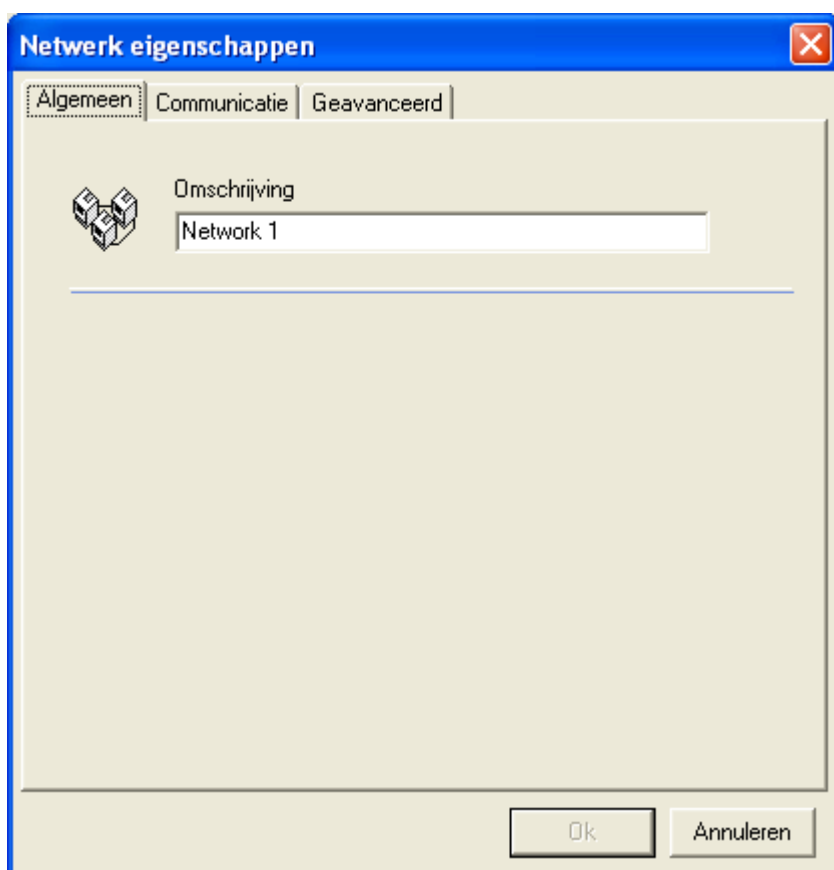 Netwerk eigenschappen
Algemeen Communicatie Geavanceerd
Omschrijving
Network 1
Ok Annuleren